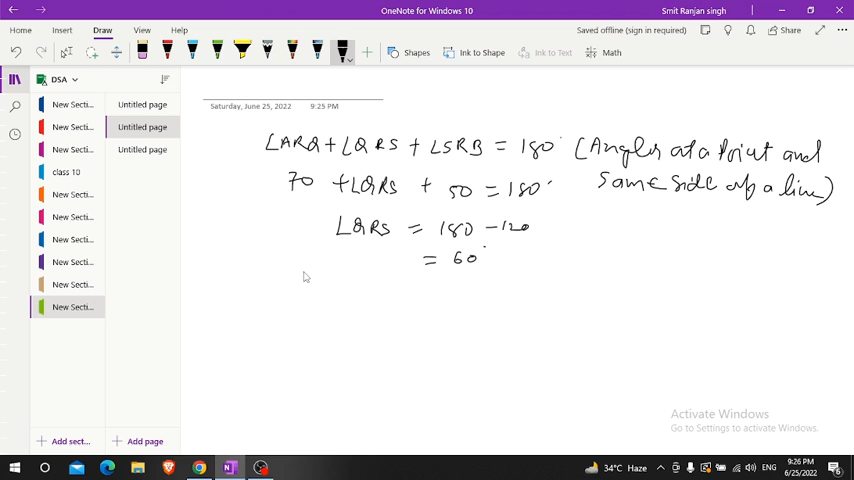 OneNote for Windows 10
Smit Ranjan singh
Home Insert Draw View Help
Saved offline (sign in required) Share
Shapes Ink to Shape Ink to Text Math
DSA
New Secti... Untitled page
New Secti... Untitled page
New Secti... Untitled page
class 10
New Secti...
New Secti...
New Secti...
New Secti...
New Secti...
New Secti...
Saturday, June 25, 2022 9:25 PM
∠ARQ + ∠QRS + ∠SRB = 180° (Angles at a point and
70 + ∠QRS + 50 = 180° same side of a line)
∠QRS = 180 - 120
= 60°
Activate Windows
Go to Settings to activate Windows.
+ Add sect... + Add page
34°C Haze ENG 9:26 PM
6/25/2022
6